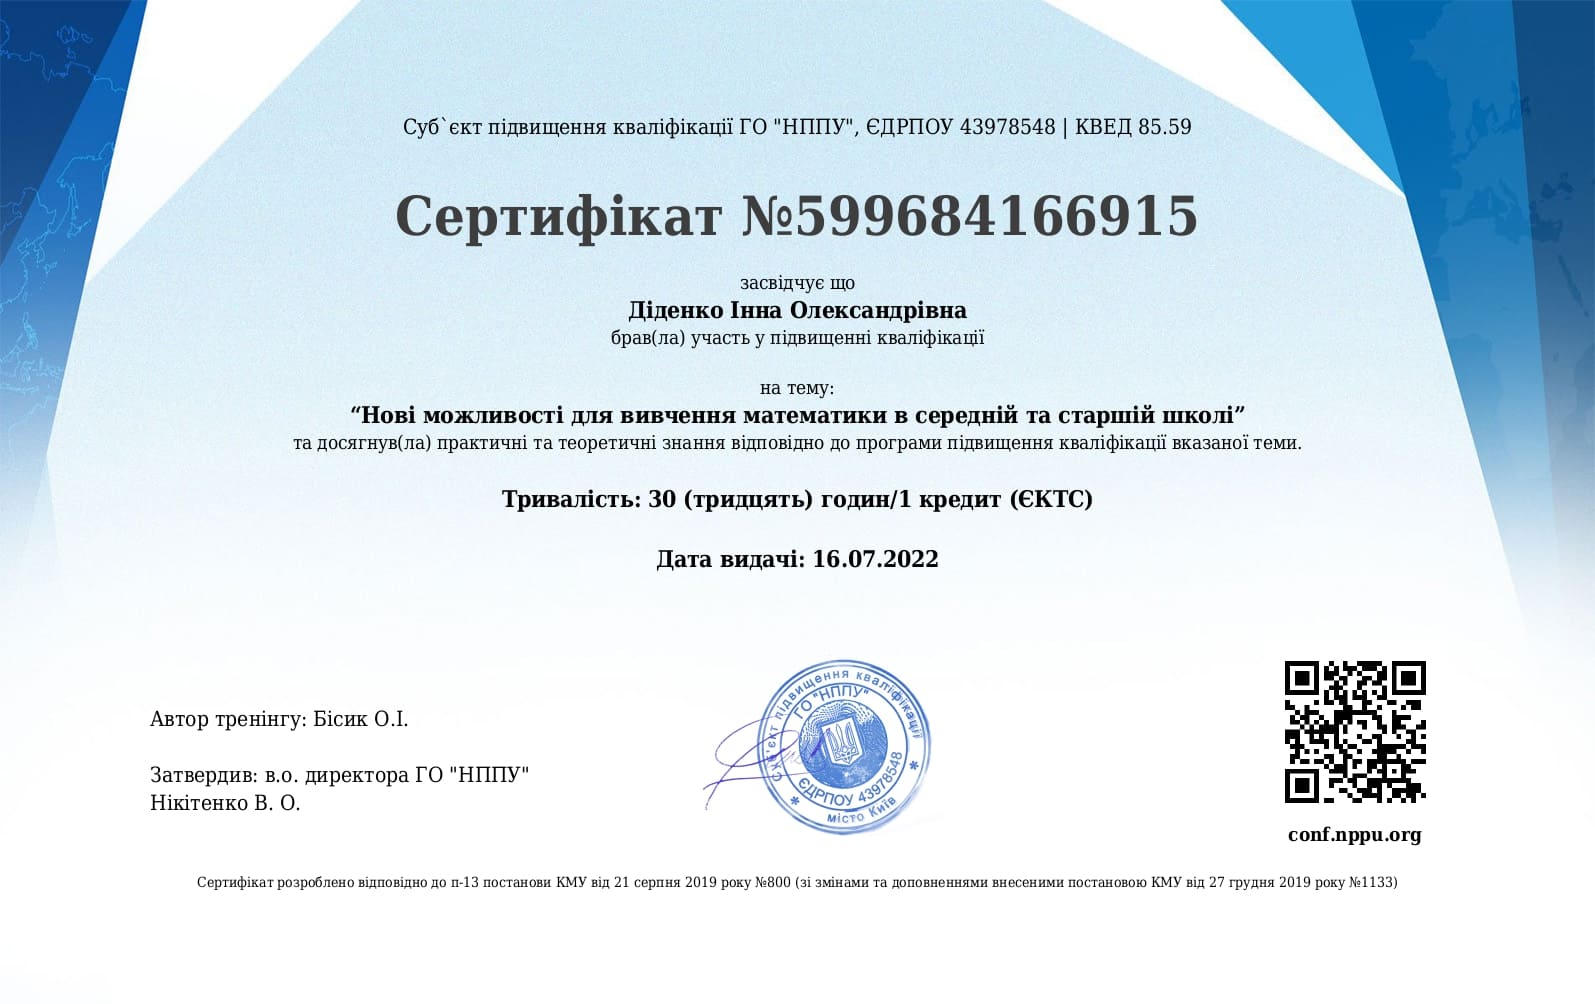 Суб`єкт підвищення кваліфікації ГО "НППУ", ЄДРПОУ 43978548 | КВЕД 85.59
Сертифікат №599684166915
засвідчує що
Діденко Інна Олександрівна
брав(ла) участь у підвищенні кваліфікації
на тему:
“Нові можливості для вивчення математики в середній та старшій школі”
та досягнув(ла) практичні та теоретичні знання відповідно до програми підвищення кваліфікації вказаної теми.
Тривалість: 30 (тридцять) годин/1 кредит (ЄКТС)
Дата видачі: 16.07.2022
Автор тренінгу: Бісик О.І.
Затвердив: в.о. директора ГО "НППУ"
Нікітенко В. О.
Суб'єкт підвищення кваліфікації
ГО "НППУ"
ЄДРПОУ 43978548
* місто Київ *
conf.nppu.org
Сертифікат розроблено відповідно до п-13 постанови КМУ від 21 серпня 2019 року №800 (зі змінами та доповненнями внесеними постановою КМУ від 27 грудня 2019 року №1133)